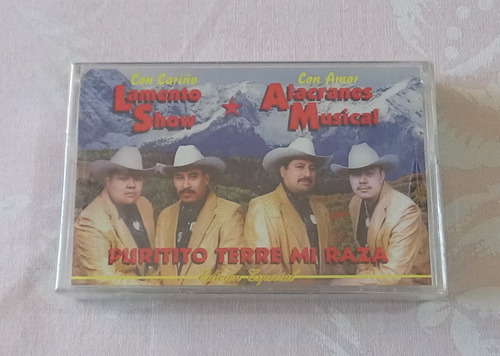 Con Cariño
Lamento
Show
Con Amor
Alacranes
Musical
PURITITO TERRE MI RAZA